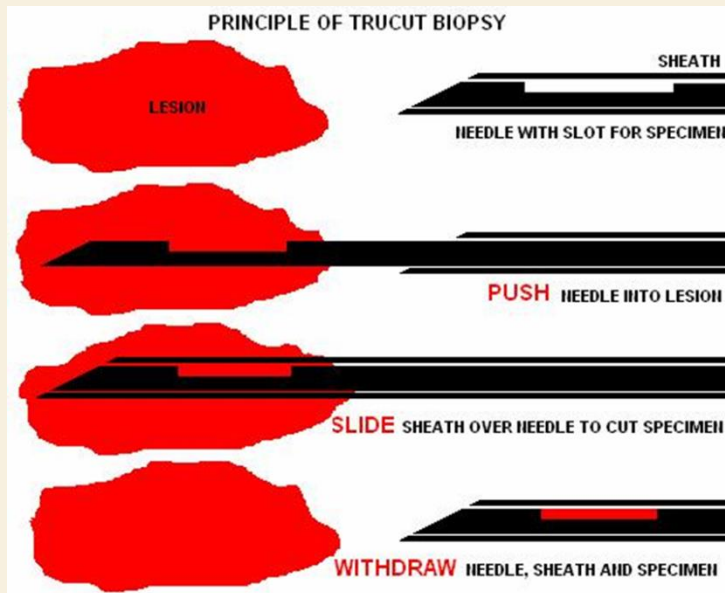 PRINCIPLE OF TRUCUT BIOPSY
SHEATH
LESION
NEEDLE WITH SLOT FOR SPECIMEN
PUSH NEEDLE INTO LESION
SLIDE SHEATH OVER NEEDLE TO CUT SPECIMEN
WITHDRAW NEEDLE, SHEATH AND SPECIMEN